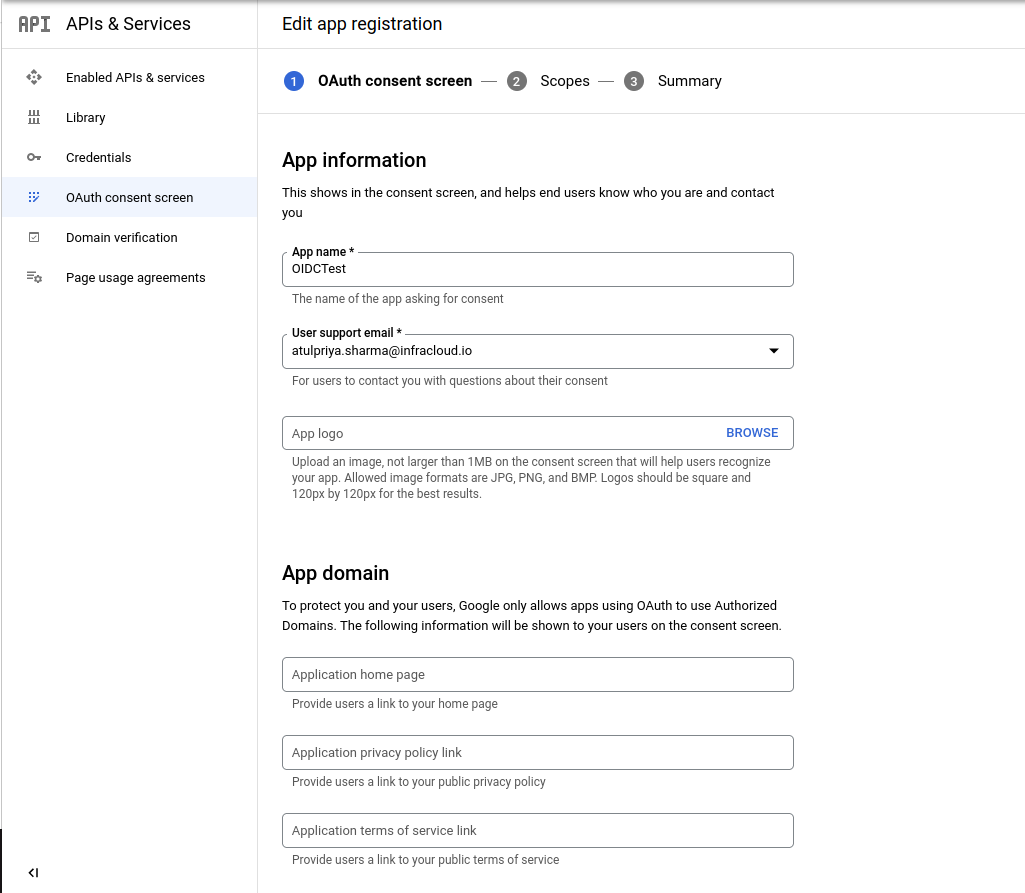 API APIs & Services
Enabled APIs & services
Library
Credentials
OAuth consent screen
Domain verification
Page usage agreements
Edit app registration
1 OAuth consent screen — 2 Scopes — 3 Summary
App information
This shows in the consent screen, and helps end users know who you are and contact
you
App name *
OIDCTest
The name of the app asking for consent
User support email *
atulpriya.sharma@infracloud.io
For users to contact you with questions about their consent
App logo BROWSE
Upload an image, not larger than 1MB on the consent screen that will help users recognize
your app. Allowed image formats are JPG, PNG, and BMP. Logos should be square and
120px by 120px for the best results.
App domain
To protect you and your users, Google only allows apps using OAuth to use Authorized
Domains. The following information will be shown to your users on the consent screen.
Application home page
Provide users a link to your home page
Application privacy policy link
Provide users a link to your public privacy policy
Application terms of service link
Provide users a link to your public terms of service